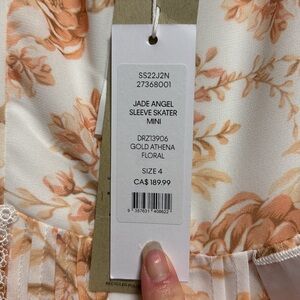 SS22J2N
27368001
JADE ANGEL
SLEEVE SKATER
MINI
DRZ13906
GOLD ATHENA
FLORAL
SIZE 4
CA$ 189.99